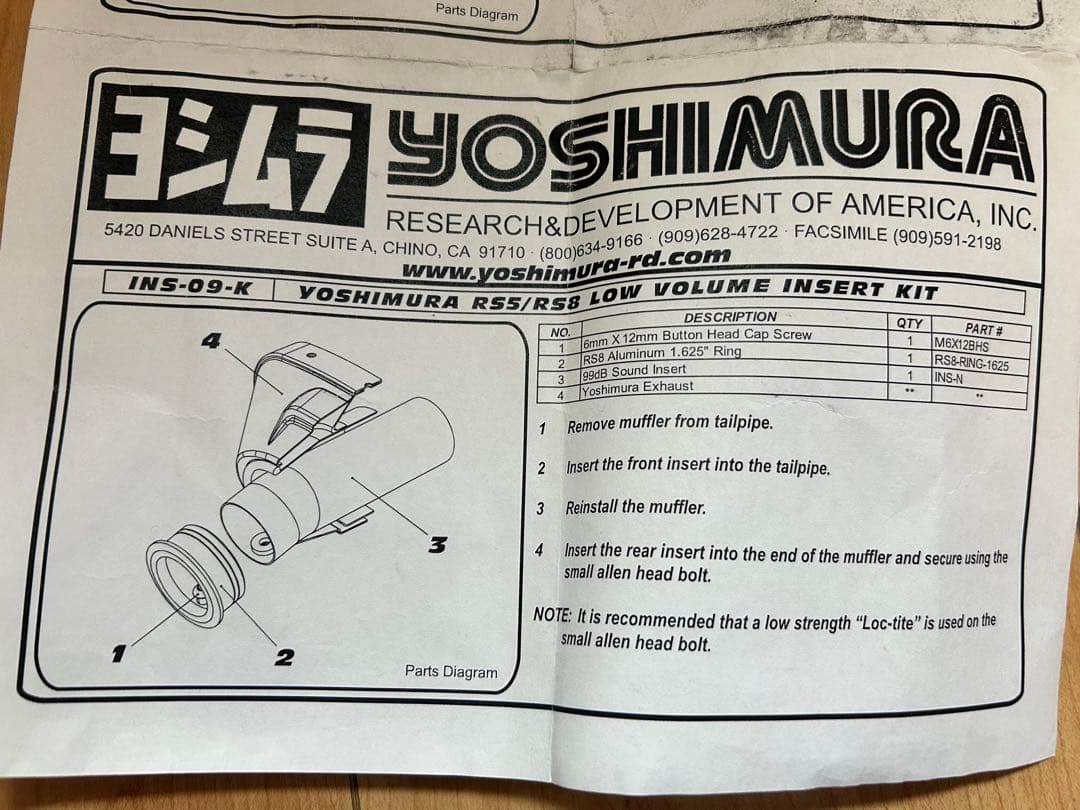 Parts Diagram
ヨシムラ YOSHIMURA
RESEARCH&DEVELOPMENT OF AMERICA, INC.
5420 DANIELS STREET SUITE A, CHINO, CA 91710 · (800)634-9166 · (909)628-4722 · FACSIMILE (909)591-2198
www.yoshimura-rd.com
INS-09-K YOSHIMURA RS5/RS8 LOW VOLUME INSERT KIT
NO. DESCRIPTION QTY PART #
1 6mm X 12mm Button Head Cap Screw 1 M6X12BHS
2 RS8 Aluminum 1.625" Ring 1 RS8-RING-1625
3 99dB Sound Insert 1 INS-N
4 Yoshimura Exhaust ** **
4
3
1
2
Parts Diagram
1 Remove muffler from tailpipe.
2 Insert the front insert into the tailpipe.
3 Reinstall the muffler.
4 Insert the rear insert into the end of the muffler and secure using the
small allen head bolt.
NOTE: It is recommended that a low strength “Loc-tite” is used on the
small allen head bolt.